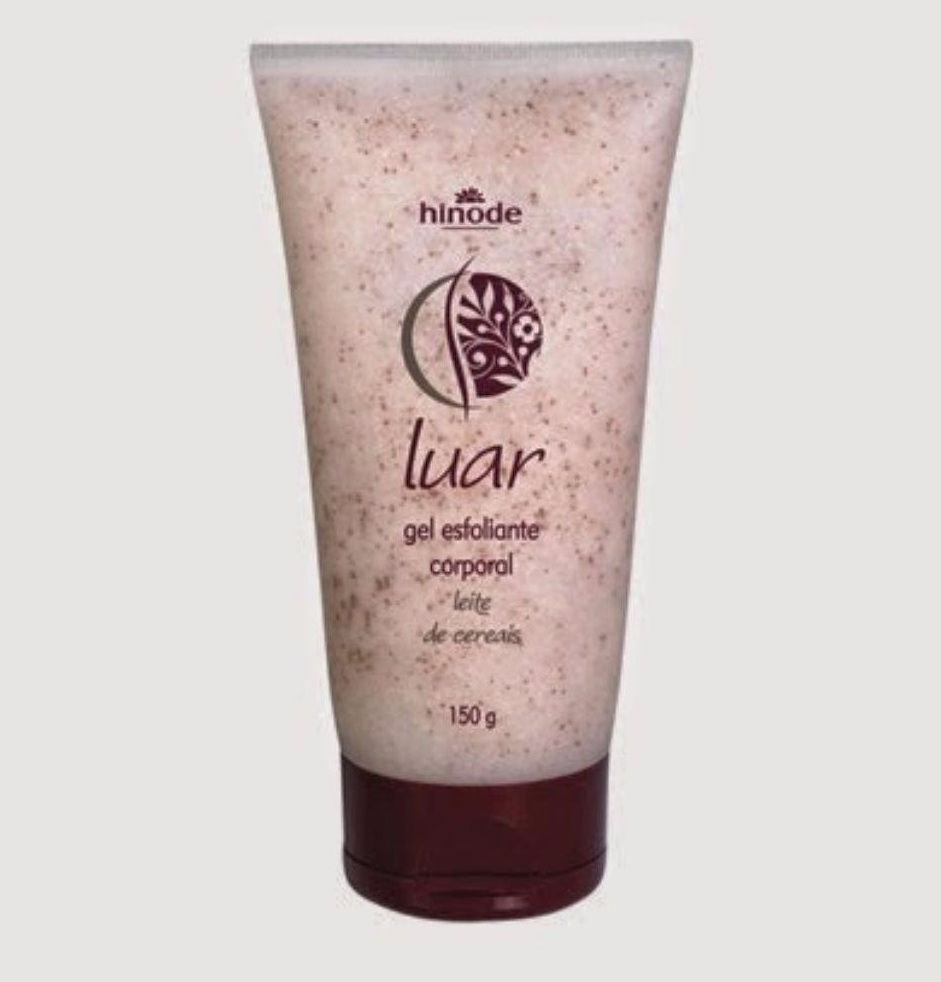 hinode
luar
gel esfoliante
corporal
leite
de cereais
150 g